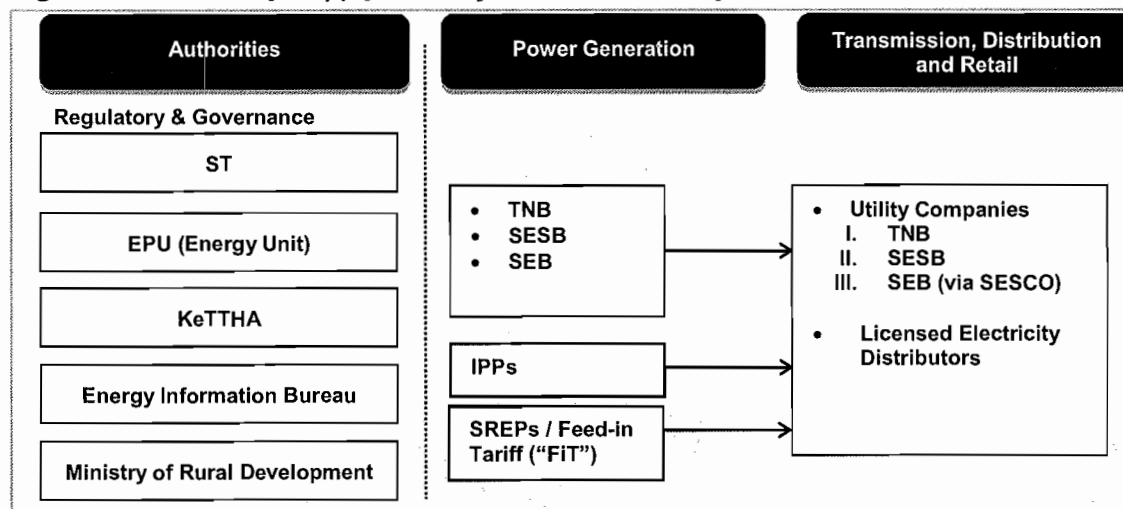 Authorities
Regulatory & Governance
ST
EPU (Energy Unit)
KeTTHA
Energy Information Bureau
Ministry of Rural Development
Power Generation
• TNB
• SESB
• SEB
IPPs
SREPs / Feed-in
Tariff (“FiT”)
Transmission, Distribution
and Retail
• Utility Companies
I. TNB
II. SESB
III. SEB (via SESCO)
• Licensed Electricity
Distributors